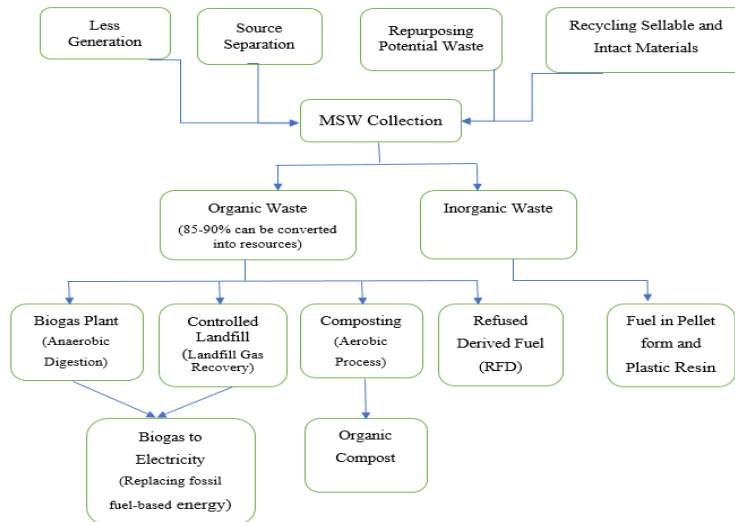 Less
Generation
Source
Separation
Repurposing
Potential Waste
Recycling Sellable and
Intact Materials
MSW Collection
Organic Waste
(85-90% can be converted
into resources)
Inorganic Waste
Biogas Plant
(Anaerobic
Digestion)
Controlled
Landfill
(Landfill Gas
Recovery)
Composting
(Aerobic
Process)
Refused
Derived Fuel
(RFD)
Fuel in Pellet
form and
Plastic Resin
Biogas to
Electricity
(Replacing fossil
fuel-based energy)
Organic
Compost